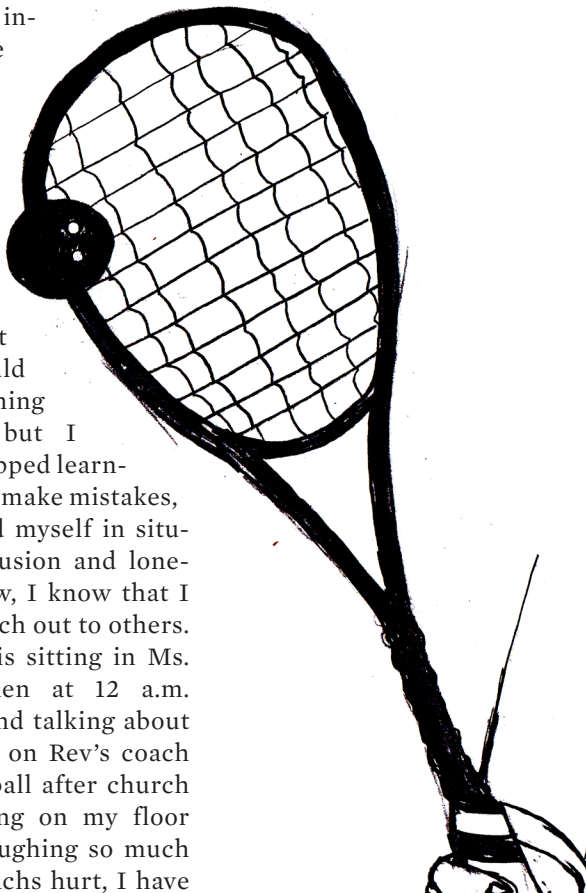 in-
e
t
ld
ning
but I
pped learn-
make mistakes,
d myself in situ-
usion and lone-
w, I know that I
ch out to others.
is sitting in Ms.
en at 12 a.m.
nd talking about
on Rev’s coach
ball after church
ng on my floor
ughing so much
chs hurt, I have